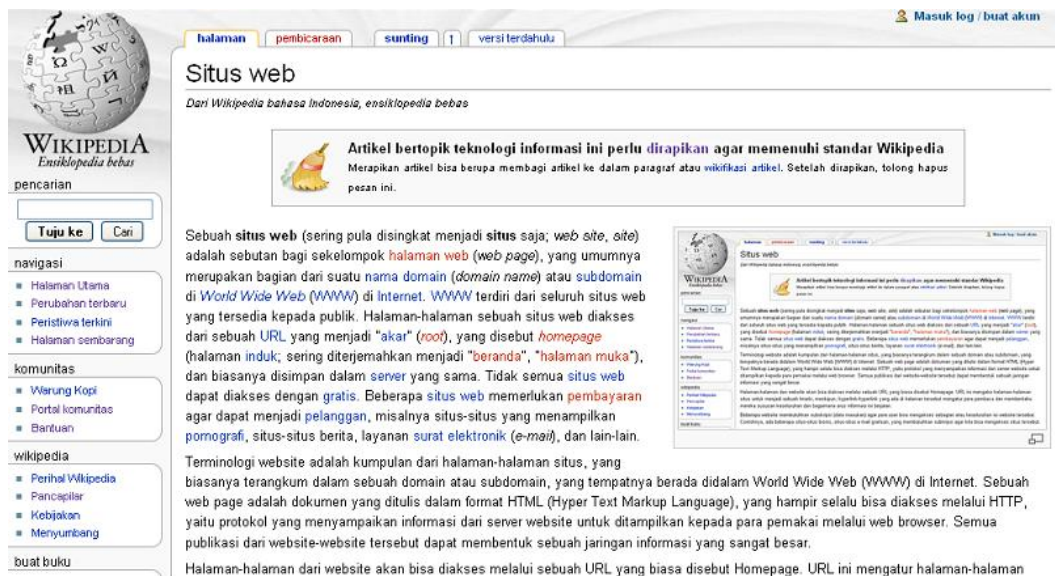 Masuk log / buat akun
halaman
pembicaraan
sunting
↑
versi terdahulu
WIKIPEDIA
Ensiklopedia bebas
pencarian
Tuju ke
Cari
navigasi
Halaman Utama
Perubahan terbaru
Peristiwa terkini
Halaman sembarang
komunitas
Warung Kopi
Portal komunitas
Bantuan
wikipedia
Perihal Wikipedia
Pancapilar
Kebijakan
Menyumbang
buat buku
Situs web
Dari Wikipedia bahasa Indonesia, ensiklopedia bebas
Artikel bertopik teknologi informasi ini perlu dirapikan agar memenuhi standar Wikipedia
Merapikan artikel bisa berupa membagi artikel ke dalam paragraf atau wikifikasi artikel. Setelah dirapikan, tolong hapus
pesan ini.
Sebuah situs web (sering pula disingkat menjadi situs saja; web site, site)
adalah sebutan bagi sekelompok halaman web (web page), yang umumnya
merupakan bagian dari suatu nama domain (domain name) atau subdomain
di World Wide Web (WWW) di Internet. WWW terdiri dari seluruh situs web
yang tersedia kepada publik. Halaman-halaman sebuah situs web diakses
dari sebuah URL yang menjadi "akar" (root), yang disebut homepage
(halaman induk; sering diterjemahkan menjadi "beranda", "halaman muka"),
dan biasanya disimpan dalam server yang sama. Tidak semua situs web
dapat diakses dengan gratis. Beberapa situs web memerlukan pembayaran
agar dapat menjadi pelanggan, misalnya situs-situs yang menampilkan
pornografi, situs-situs berita, layanan surat elektronik (e-mail), dan lain-lain.
Terminologi website adalah kumpulan dari halaman-halaman situs, yang
biasanya terangkum dalam sebuah domain atau subdomain, yang tempatnya berada didalam World Wide Web (WWW) di Internet. Sebuah
web page adalah dokumen yang ditulis dalam format HTML (Hyper Text Markup Language), yang hampir selalu bisa diakses melalui HTTP,
yaitu protokol yang menyampaikan informasi dari server website untuk ditampilkan kepada para pemakai melalui web browser. Semua
publikasi dari website-website tersebut dapat membentuk sebuah jaringan informasi yang sangat besar.
Halaman-halaman dari website akan bisa diakses melalui sebuah URL yang biasa disebut Homepage. URL ini mengatur halaman-halaman